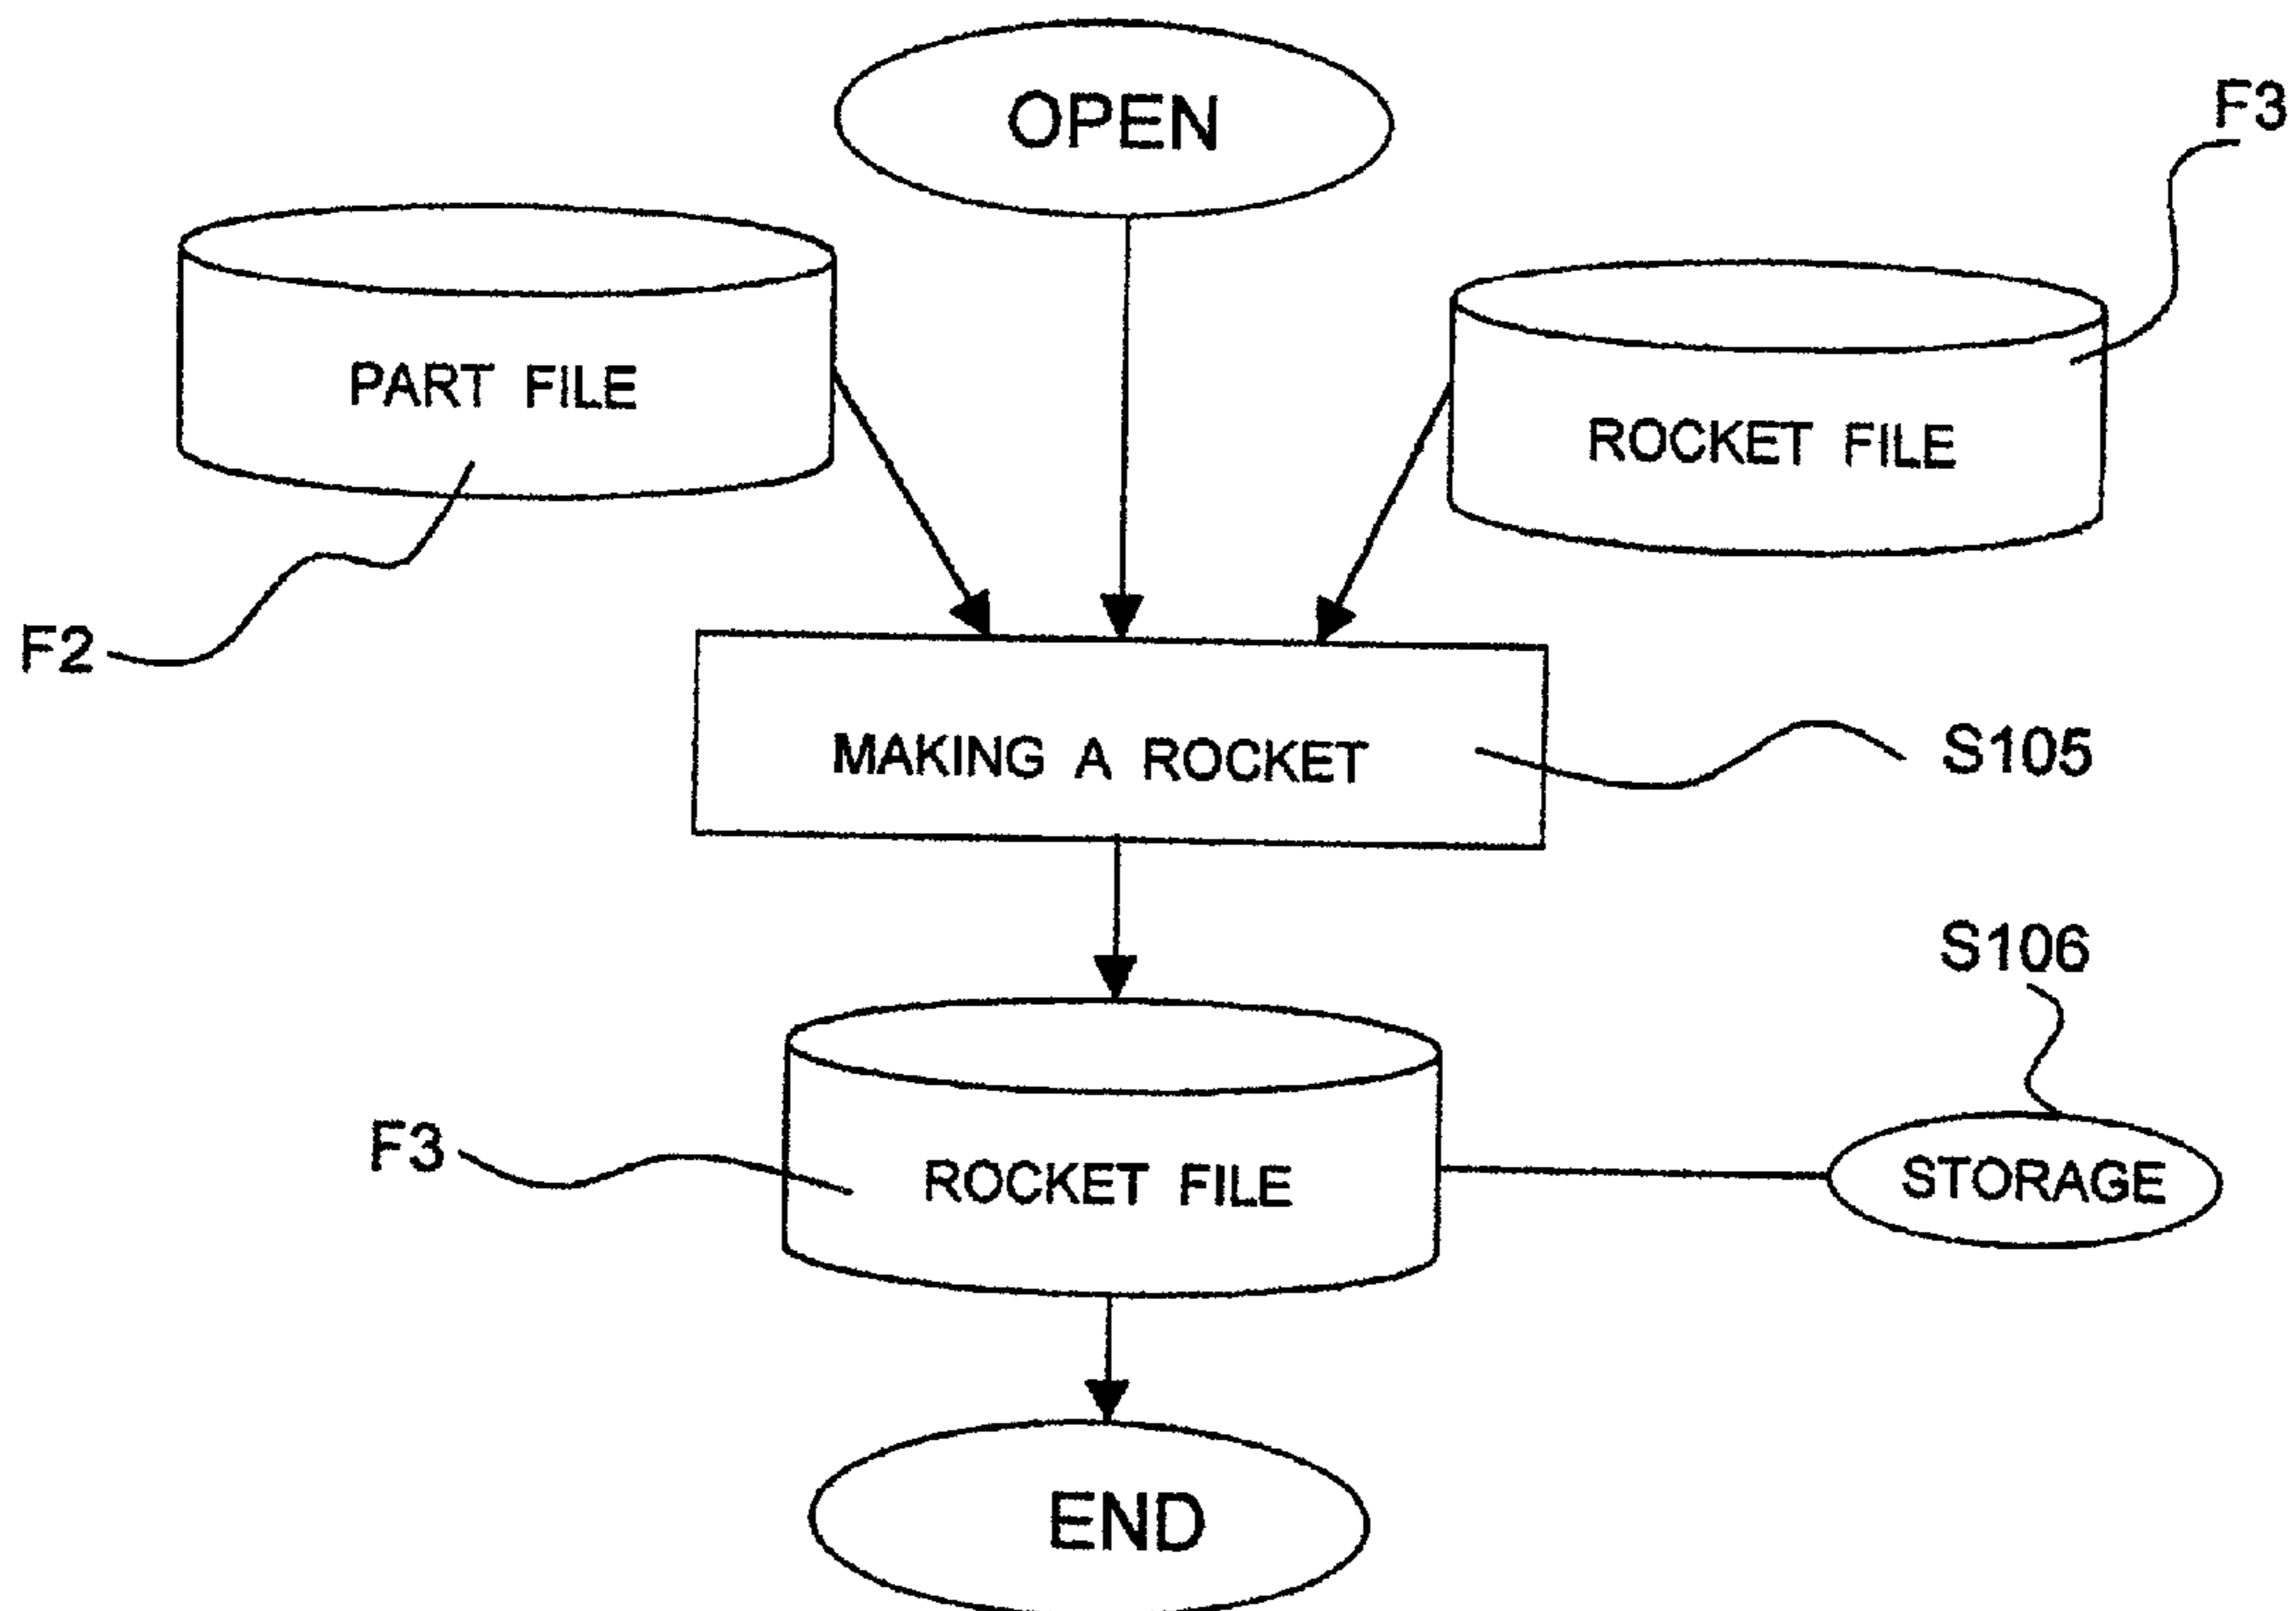 OPEN
F3
PART FILE
ROCKET FILE
F2
MAKING A ROCKET
S105
S106
F3
ROCKET FILE
STORAGE
END